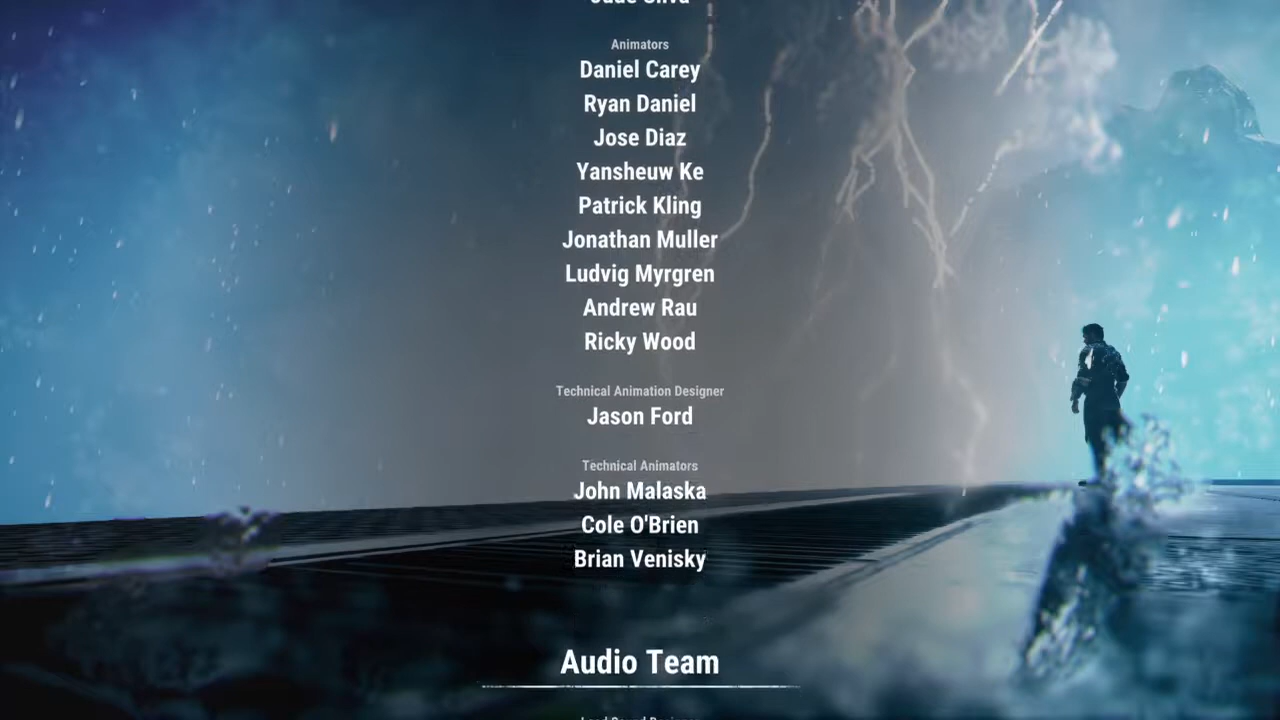 Animators
Daniel Carey
Ryan Daniel
Jose Diaz
Yansheuw Ke
Patrick Kling
Jonathan Muller
Ludvig Myrgren
Andrew Rau
Ricky Wood
Technical Animation Designer
Jason Ford
Technical Animators
John Malaska
Cole O'Brien
Brian Venisky
Audio Team